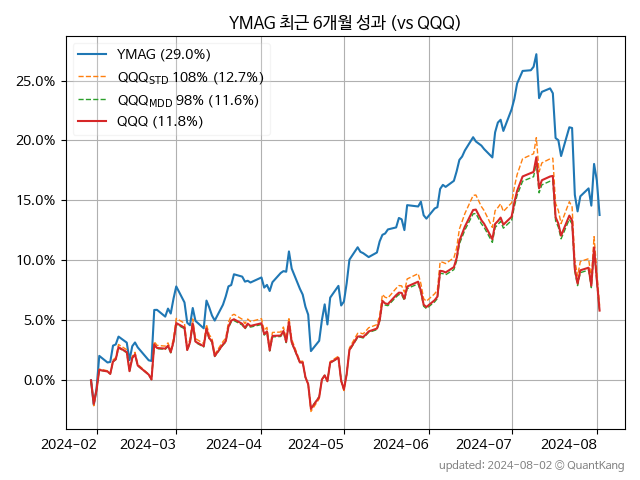 YMAG 최근 6개월 성과 (vs QQQ)
YMAG (29.0%)
QQQSTD 108% (12.7%)
QQQMDD 98% (11.6%)
QQQ (11.8%)
25.0%
20.0%
15.0%
10.0%
5.0%
0.0%
2024-02 2024-03 2024-04 2024-05 2024-06 2024-07 2024-08
updated: 2024-08-02 © QuantKang